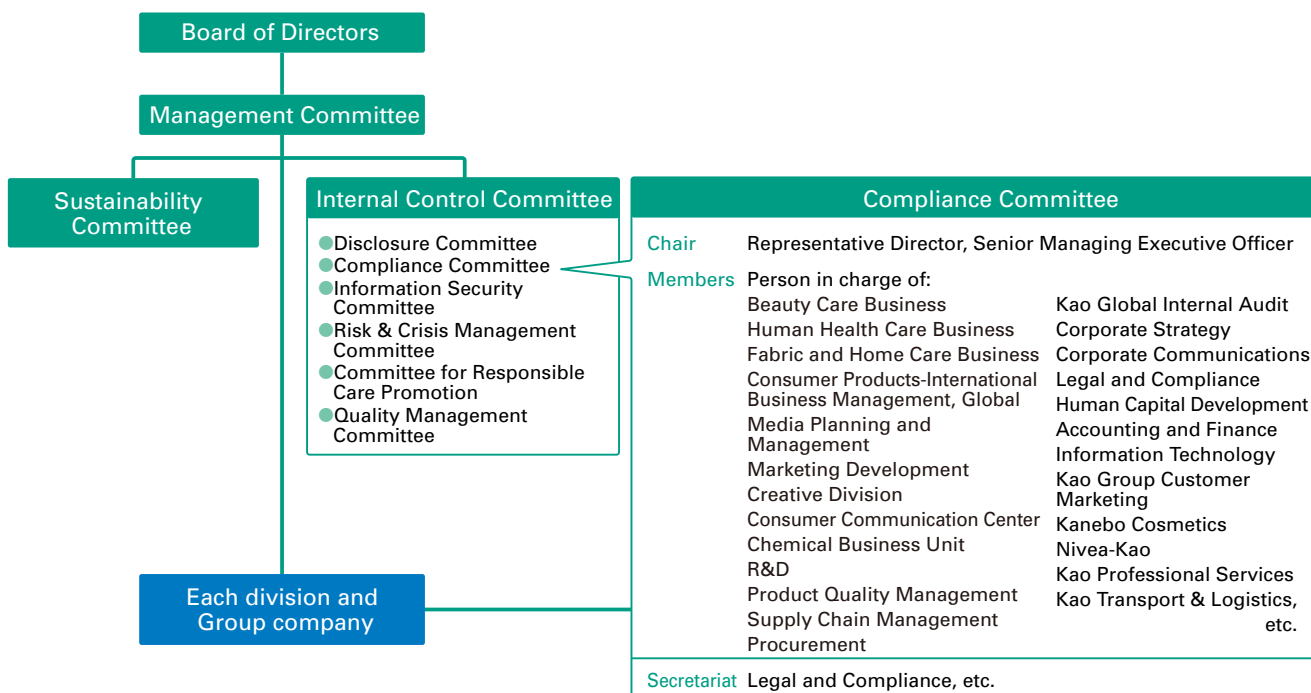 Board of Directors
Management Committee
Sustainability
Committee
Internal Control Committee
●Disclosure Committee
●Compliance Committee
●Information Security
Committee
●Risk & Crisis Management
Committee
●Committee for Responsible
Care Promotion
●Quality Management
Committee
Each division and
Group company
Compliance Committee
Chair Representative Director, Senior Managing Executive Officer
Members Person in charge of:
Beauty Care Business
Human Health Care Business
Fabric and Home Care Business
Consumer Products-International
Business Management, Global
Media Planning and
Management
Marketing Development
Creative Division
Consumer Communication Center
Chemical Business Unit
R&D
Product Quality Management
Supply Chain Management
Procurement
Kao Global Internal Audit
Corporate Strategy
Corporate Communications
Legal and Compliance
Human Capital Development
Accounting and Finance
Information Technology
Kao Group Customer
Marketing
Kanebo Cosmetics
Nivea-Kao
Kao Professional Services
Kao Transport & Logistics,
etc.
Secretariat Legal and Compliance, etc.